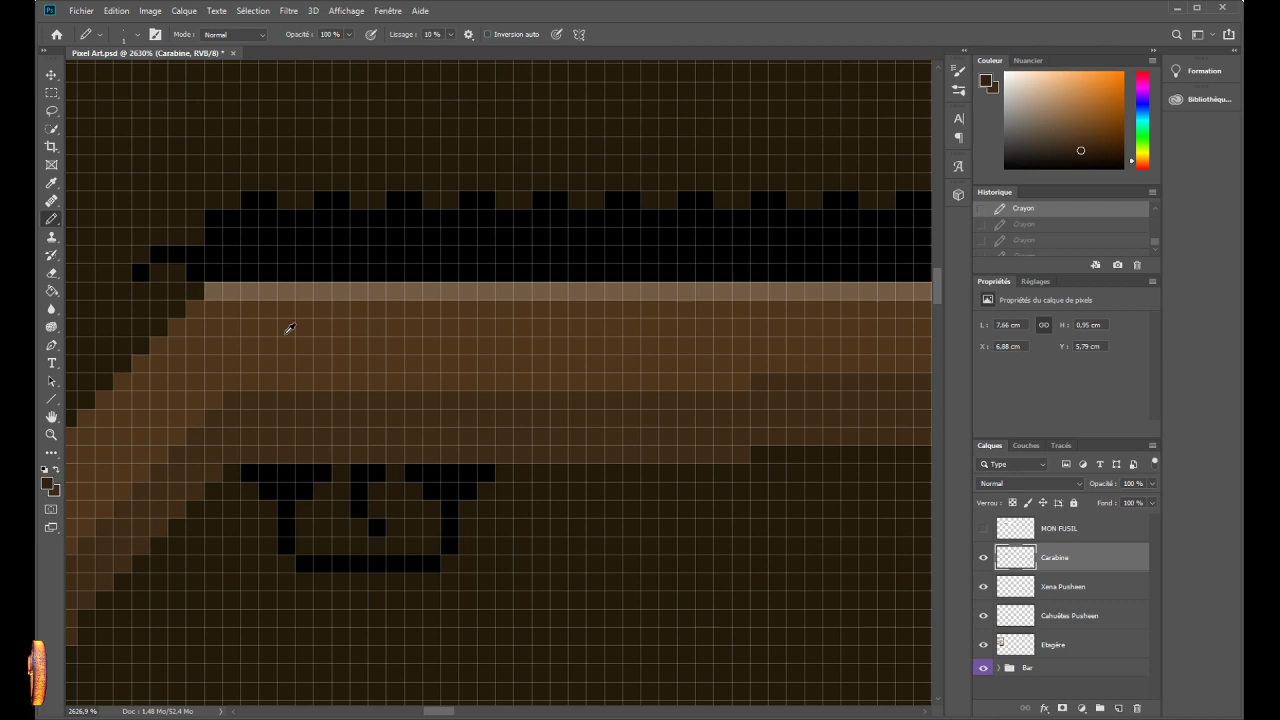 Ps Fichier Edition Image Calque Texte Sélection Filtre 3D Affichage Fenêtre Aide
1 Mode : Normal Opacité : 100 % Lissage : 10 % Inversion auto
Pixel Art.psd @ 2630% (Carabine, RVB/8) * ×
Couleur Nuancier
Formation
Bibliothèqu...
Historique
Crayon
Crayon
Crayon
Propriétés Réglages
Propriétés du calque de pixels
L : 7,66 cm H : 0,95 cm
X : 6,88 cm Y : 5,79 cm
Calques Couches Tracés
Type
Normal Opacité : 100 %
Verrou : Fond : 100 %
MON FUSIL
Carabine
Xena Pusheen
Cahuètes Pusheen
Etagère
Bar
2626,9 % Doc : 1,48 Mo/52,4 Mo